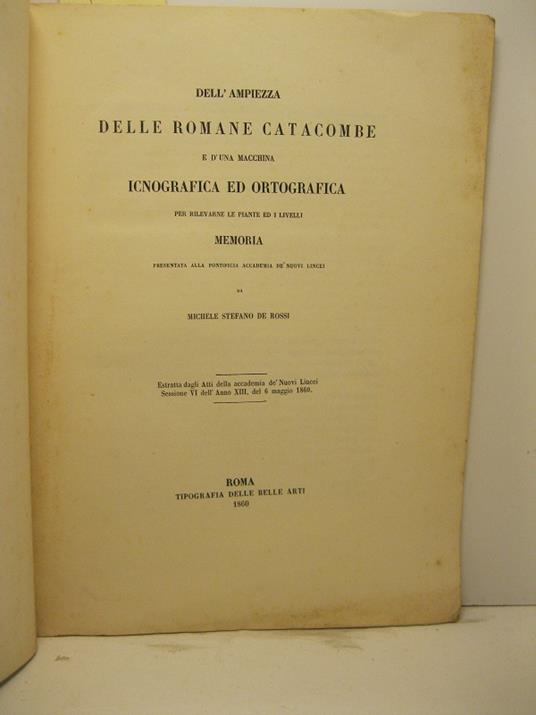 DELL' AMPIEZZA
DELLE ROMANE CATACOMBE
E D'UNA MACCHINA
ICNOGRAFICA ED ORTOGRAFICA
PER RILEVARNE LE PIANTE ED I LIVELLI
MEMORIA
PRESENTATA ALLA PONTIFICIA ACCADEMIA DE' NUOVI LINCEI
DA
MICHELE STEFANO DE ROSSI
Estratta dagli Atti della accademia de' Nuovi Lincei
Sessione VI dell' Anno XIII, del 6 maggio 1860.
ROMA
TIPOGRAFIA DELLE BELLE ARTI
1860